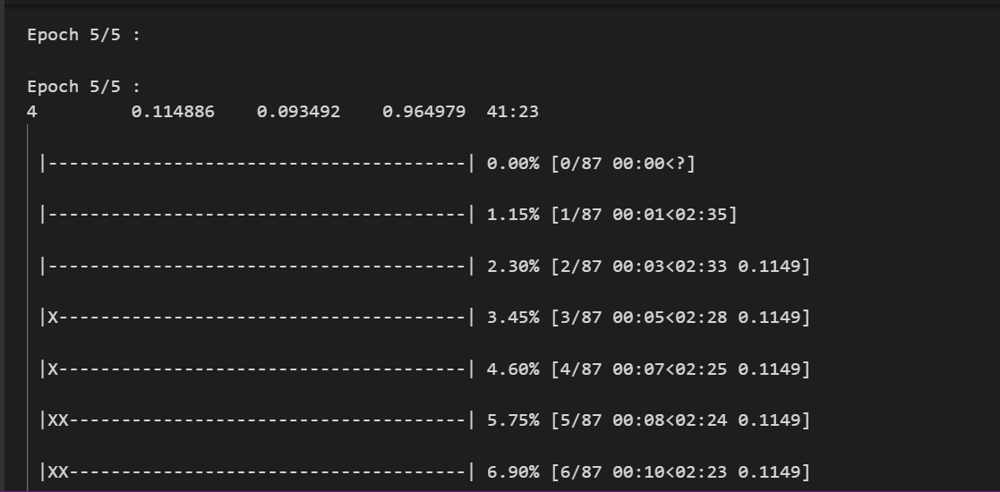 Epoch 5/5 :
Epoch 5/5 :
4         0.114886    0.093492    0.964979  41:23
|----------------------------------------| 0.00% [0/87 00:00<?]
|----------------------------------------| 1.15% [1/87 00:01<02:35]
|----------------------------------------| 2.30% [2/87 00:03<02:33 0.1149]
|X---------------------------------------| 3.45% [3/87 00:05<02:28 0.1149]
|X---------------------------------------| 4.60% [4/87 00:07<02:25 0.1149]
|XX--------------------------------------| 5.75% [5/87 00:08<02:24 0.1149]
|XX--------------------------------------| 6.90% [6/87 00:10<02:23 0.1149]